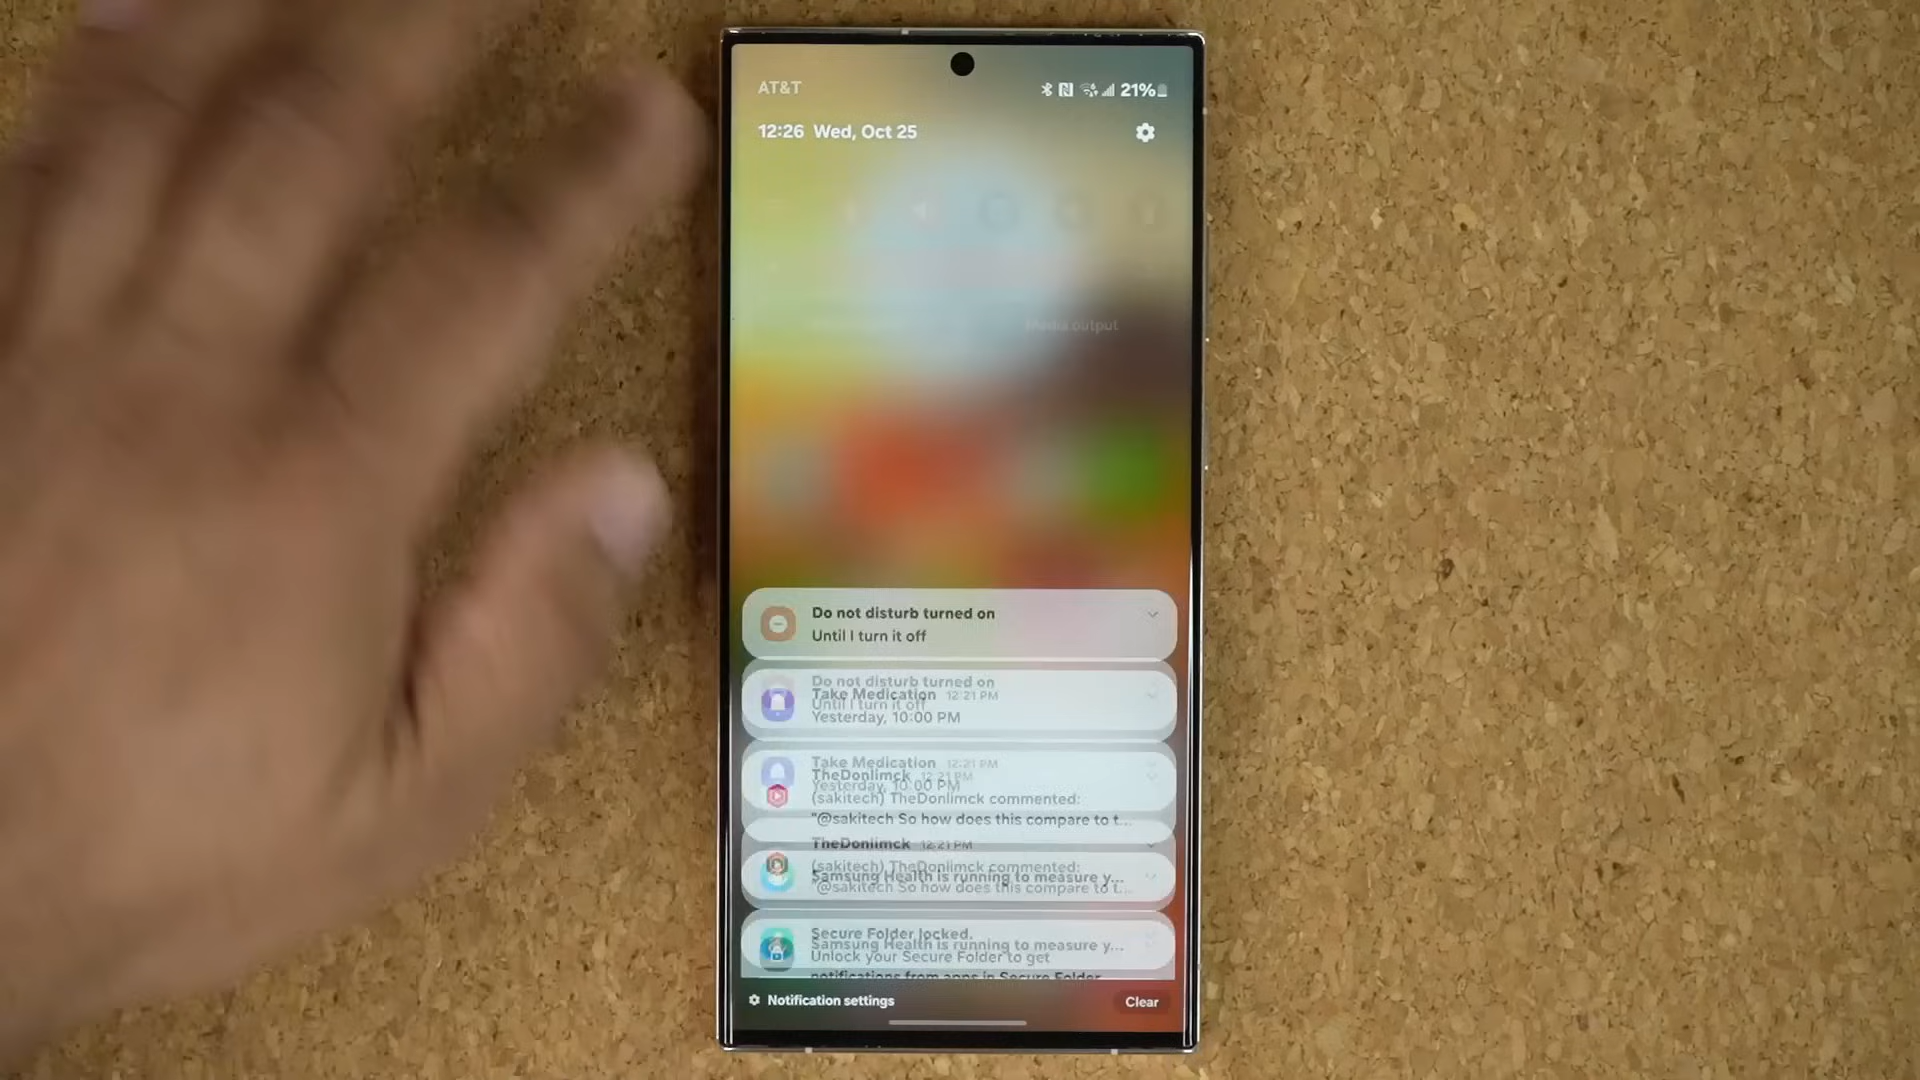 AT&T
21%
12:26 Wed, Oct 25
Media output
Do not disturb turned on
Until I turn it off
Do not disturb turned on
Take Medication 12:21 PM
Until I turn it off
Yesterday, 10:00 PM
Take Medication 12:21 PM
TheDonlimck 12:21 PM
Yesterday, 10:00 PM
(sakitech) TheDonlimck commented:
"@sakitech So how does this compare to t...
TheDonlimck 12:21 PM
(sakitech) TheDonlimck commented:
Samsung Health is running to measure y...
"@sakitech So how does this compare to t...
Secure Folder locked.
Samsung Health is running to measure y...
Unlock your Secure Folder to get
notifications from apps in Secure Folder
Notification settings
Clear